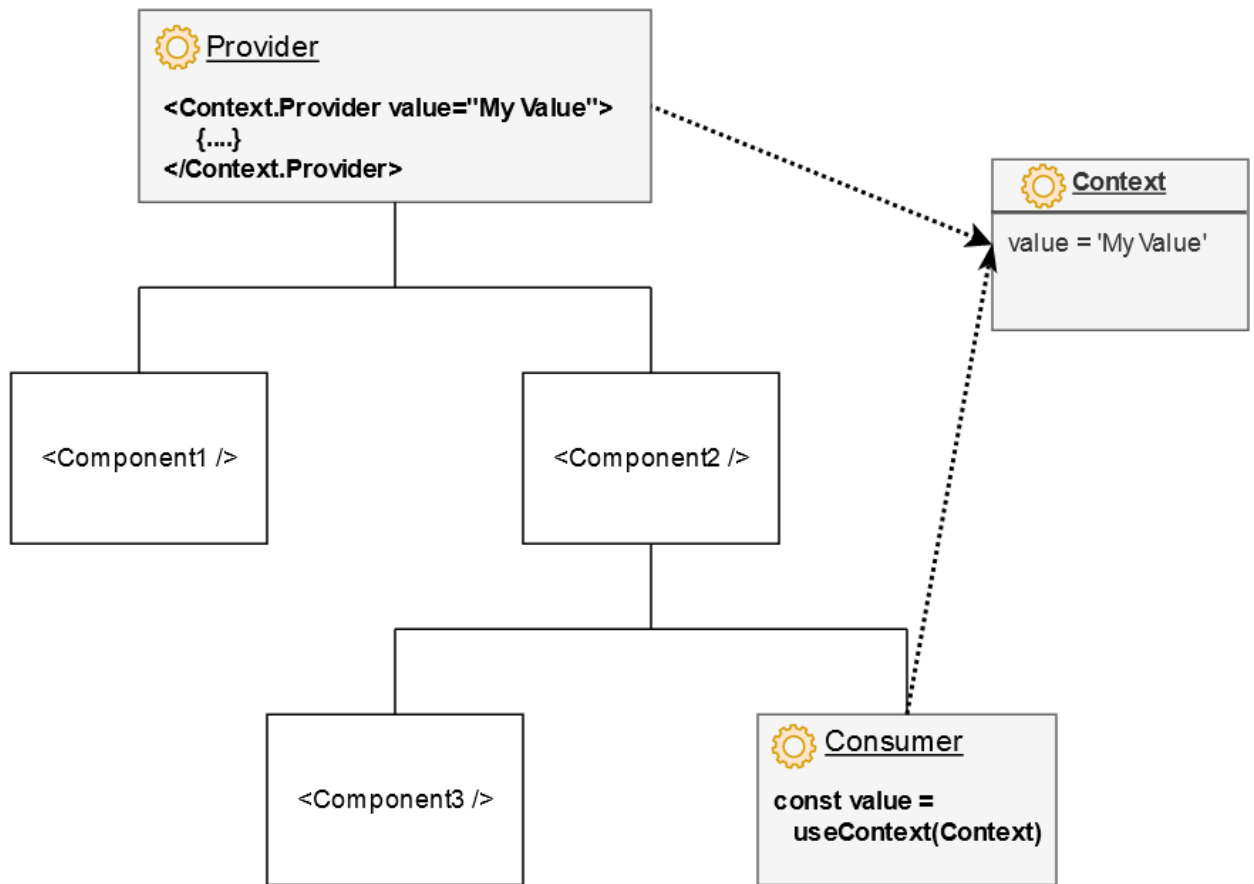 Provider
<Context.Provider value="My Value">
{....}
</Context.Provider>
Context
value = 'My Value'
<Component1 />
<Component2 />
<Component3 />
Consumer
const value =
useContext(Context)